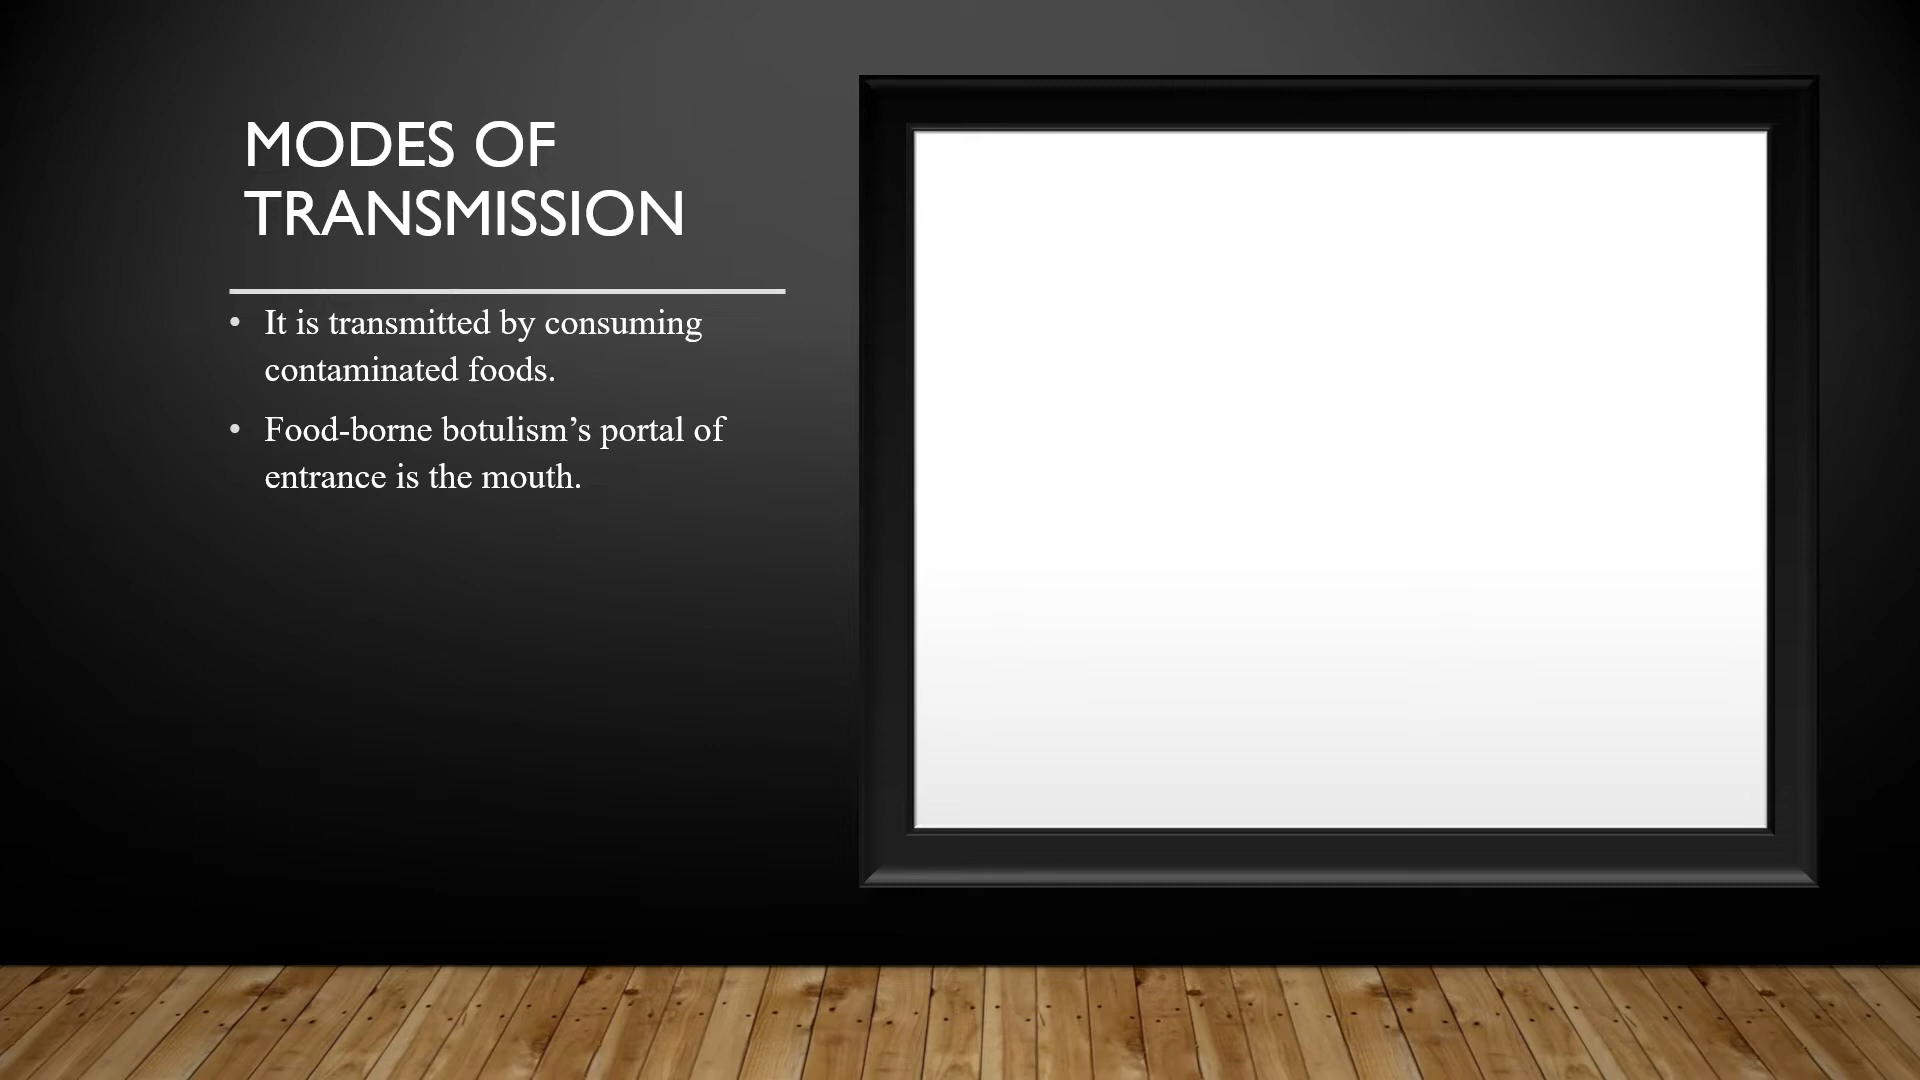 MODES OF
TRANSMISSION
• It is transmitted by consuming
contaminated foods.
• Food-borne botulism’s portal of
entrance is the mouth.